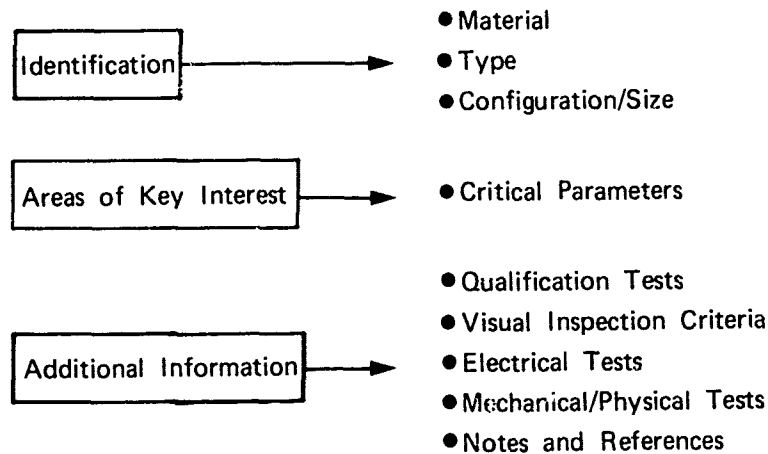 Identification
● Material
● Type
● Configuration/Size
Areas of Key Interest
● Critical Parameters
Additional Information
● Qualification Tests
● Visual Inspection Criteria
● Electrical Tests
● Mechanical/Physical Tests
● Notes and References